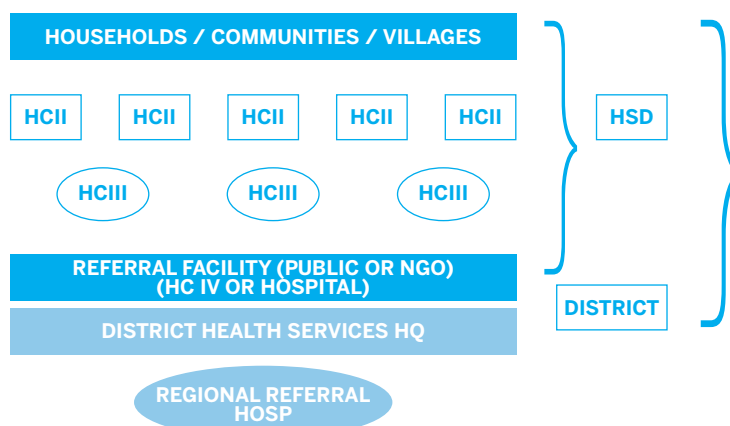 HOUSEHOLDS / COMMUNITIES / VILLAGES
HCII HCII HCII HCII HCII HSD
HCIII HCIII HCIII
REFERRAL FACILITY (PUBLIC OR NGO)
(HC IV OR HOSPITAL)
DISTRICT
DISTRICT HEALTH SERVICES HQ
REGIONAL REFERRAL
HOSP